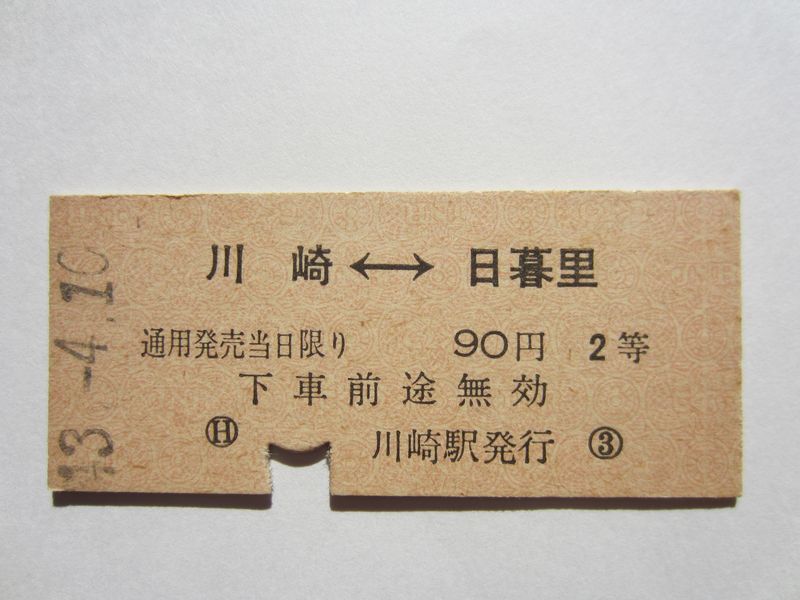 43.-4.10
川崎↔日暮里
通用発売当日限り 90円 2等
下車前途無効
Ⓗ 川崎駅発行 ③